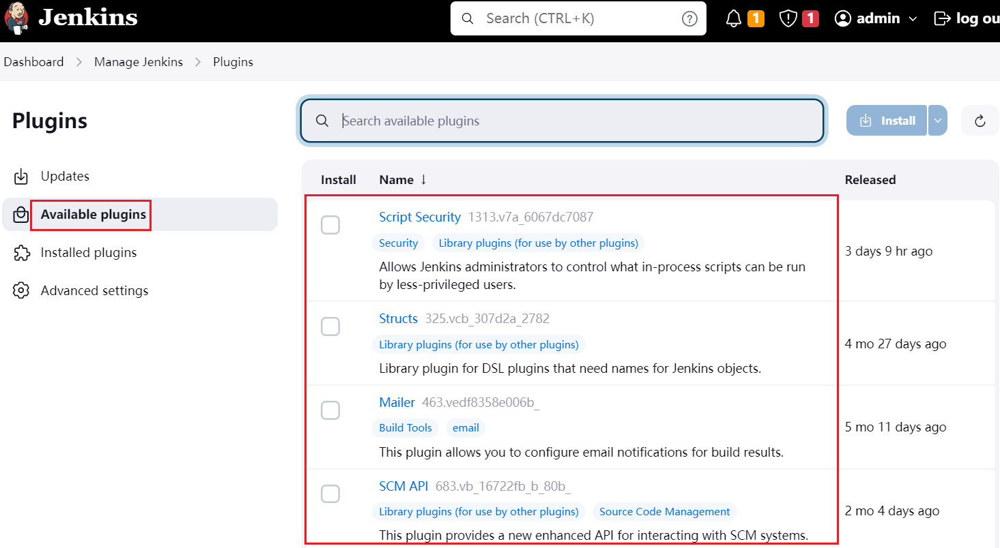 Jenkins
Search (CTRL+K)
1
1
admin
log ou
Dashboard
Manage Jenkins
Plugins
Plugins
Search available plugins
Install
Updates
Available plugins
Installed plugins
Advanced settings
Install Name ↓ Released
Script Security 1313.v7a_6067dc7087
Security Library plugins (for use by other plugins)
Allows Jenkins administrators to control what in-process scripts can be run
by less-privileged users.
3 days 9 hr ago
Structs 325.vcb_307d2a_2782
Library plugins (for use by other plugins)
Library plugin for DSL plugins that need names for Jenkins objects.
4 mo 27 days ago
Mailer 463.vedf8358e006b_
Build Tools email
This plugin allows you to configure email notifications for build results.
5 mo 11 days ago
SCM API 683.vb_16722fb_b_80b_
Library plugins (for use by other plugins) Source Code Management
This plugin provides a new enhanced API for interacting with SCM systems.
2 mo 4 days ago